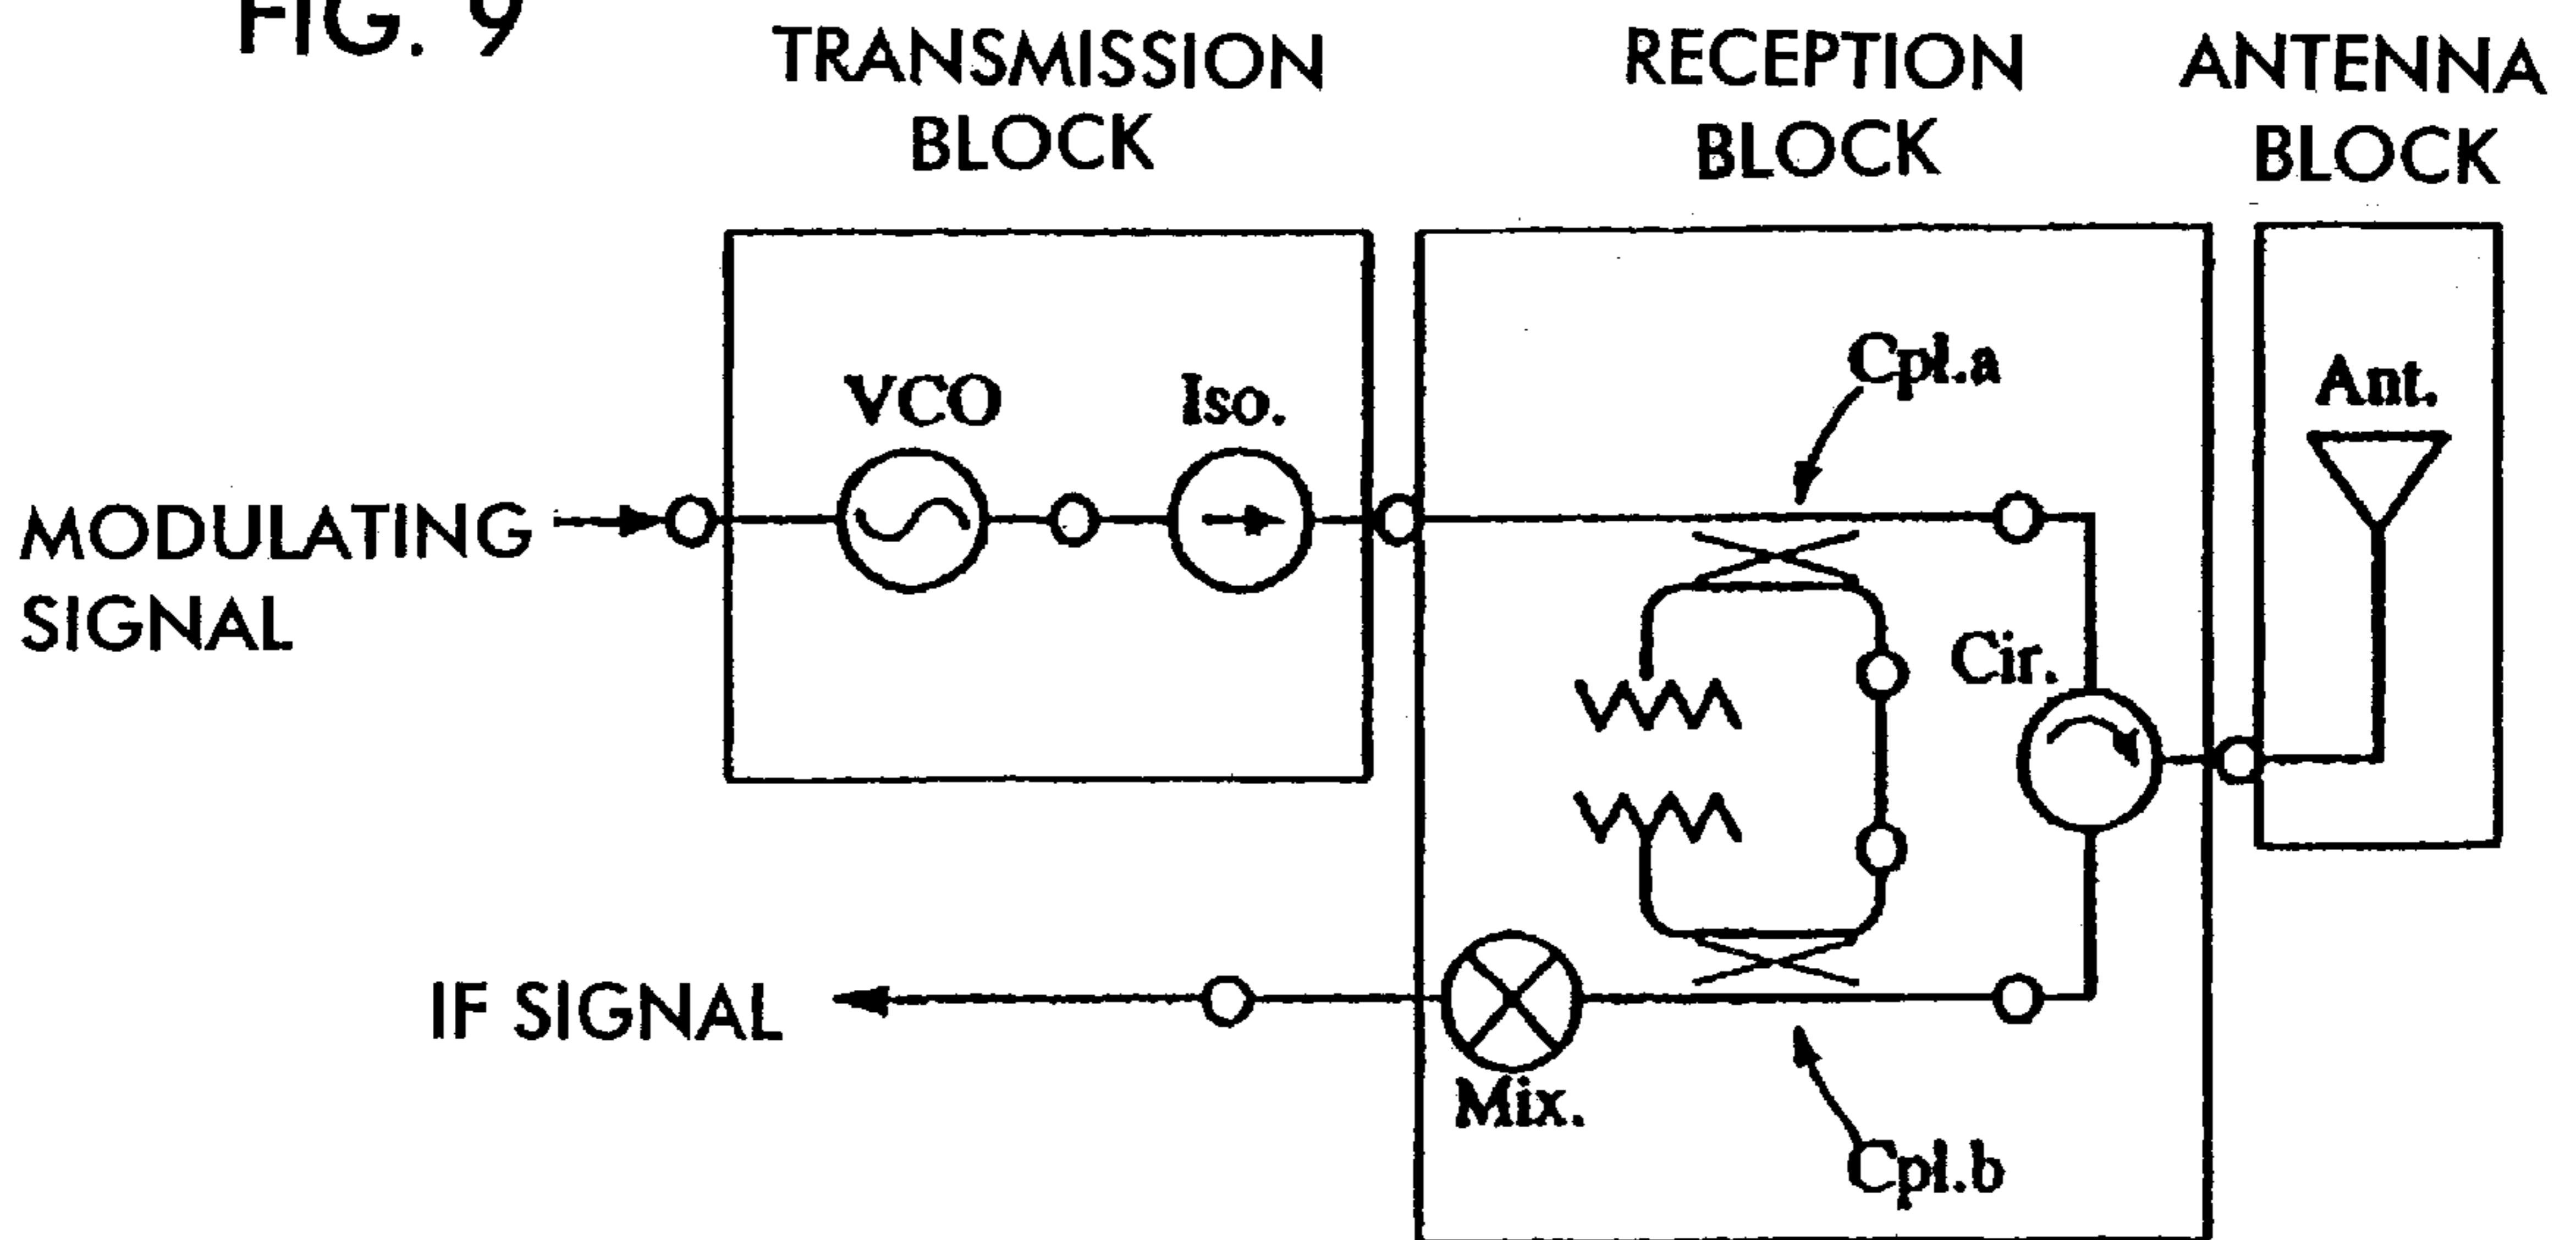 FIG. 9
TRANSMISSION
BLOCK
RECEPTION
BLOCK
ANTENNA
BLOCK
VCO
Iso.
Cpl.a
Ant.
MODULATING
SIGNAL
Cir.
IF SIGNAL
Mix.
Cpl.b